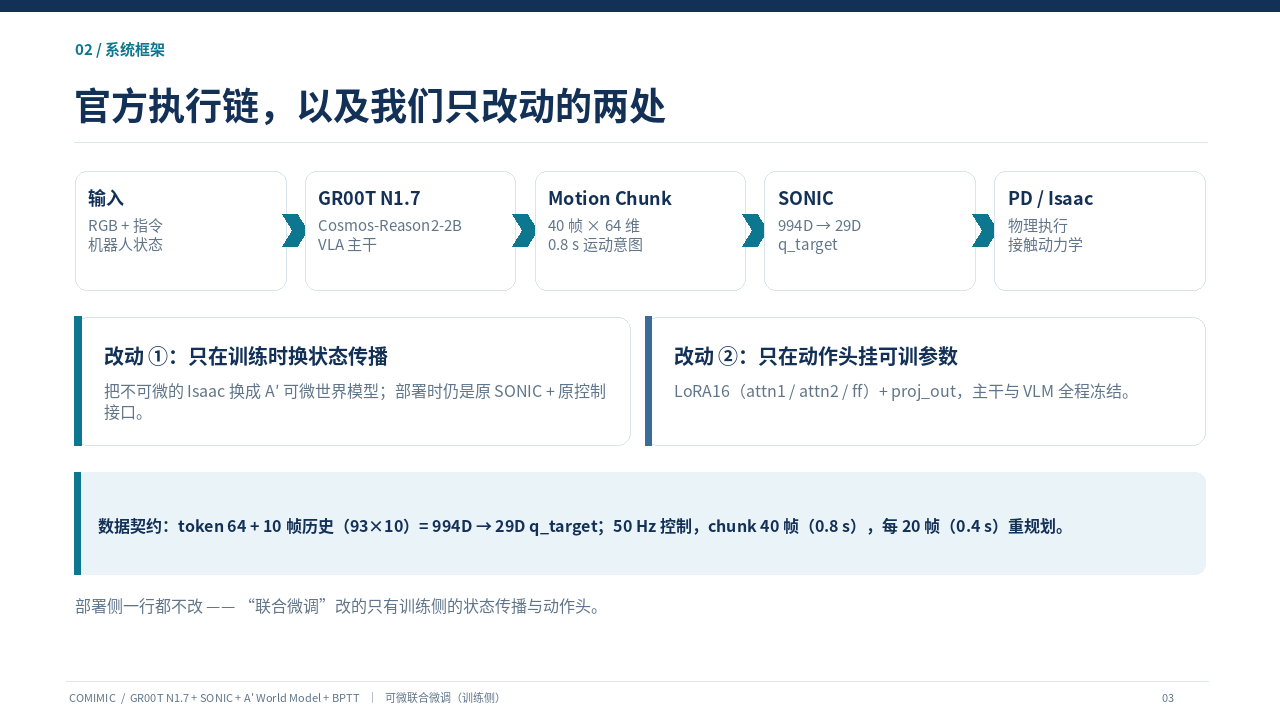 02 / 系统框架
官方执行链，以及我们只改动的两处
输入
RGB + 指令
机器人状态
GR00T N1.7
Cosmos-Reason2-2B
VLA 主干
Motion Chunk
40 帧 × 64 维
0.8 s 运动意图
SONIC
994D → 29D
q_target
PD / Isaac
物理执行
接触动力学
改动 ①：只在训练时换状态传播
把不可微的 Isaac 换成 A′ 可微世界模型；部署时仍是原 SONIC + 原控制
接口。
改动 ②：只在动作头挂可训参数
LoRA16（attn1 / attn2 / ff）+ proj_out，主干与 VLM 全程冻结。
数据契约：token 64 + 10 帧历史（93×10）= 994D → 29D q_target；50 Hz 控制，chunk 40 帧（0.8 s），每 20 帧（0.4 s）重规划。
部署侧一行都不改 —— “联合微调”改的只有训练侧的状态传播与动作头。
COMIMIC / GR00T N1.7 + SONIC + A′ World Model + BPTT ｜ 可微联合微调（训练侧）
03